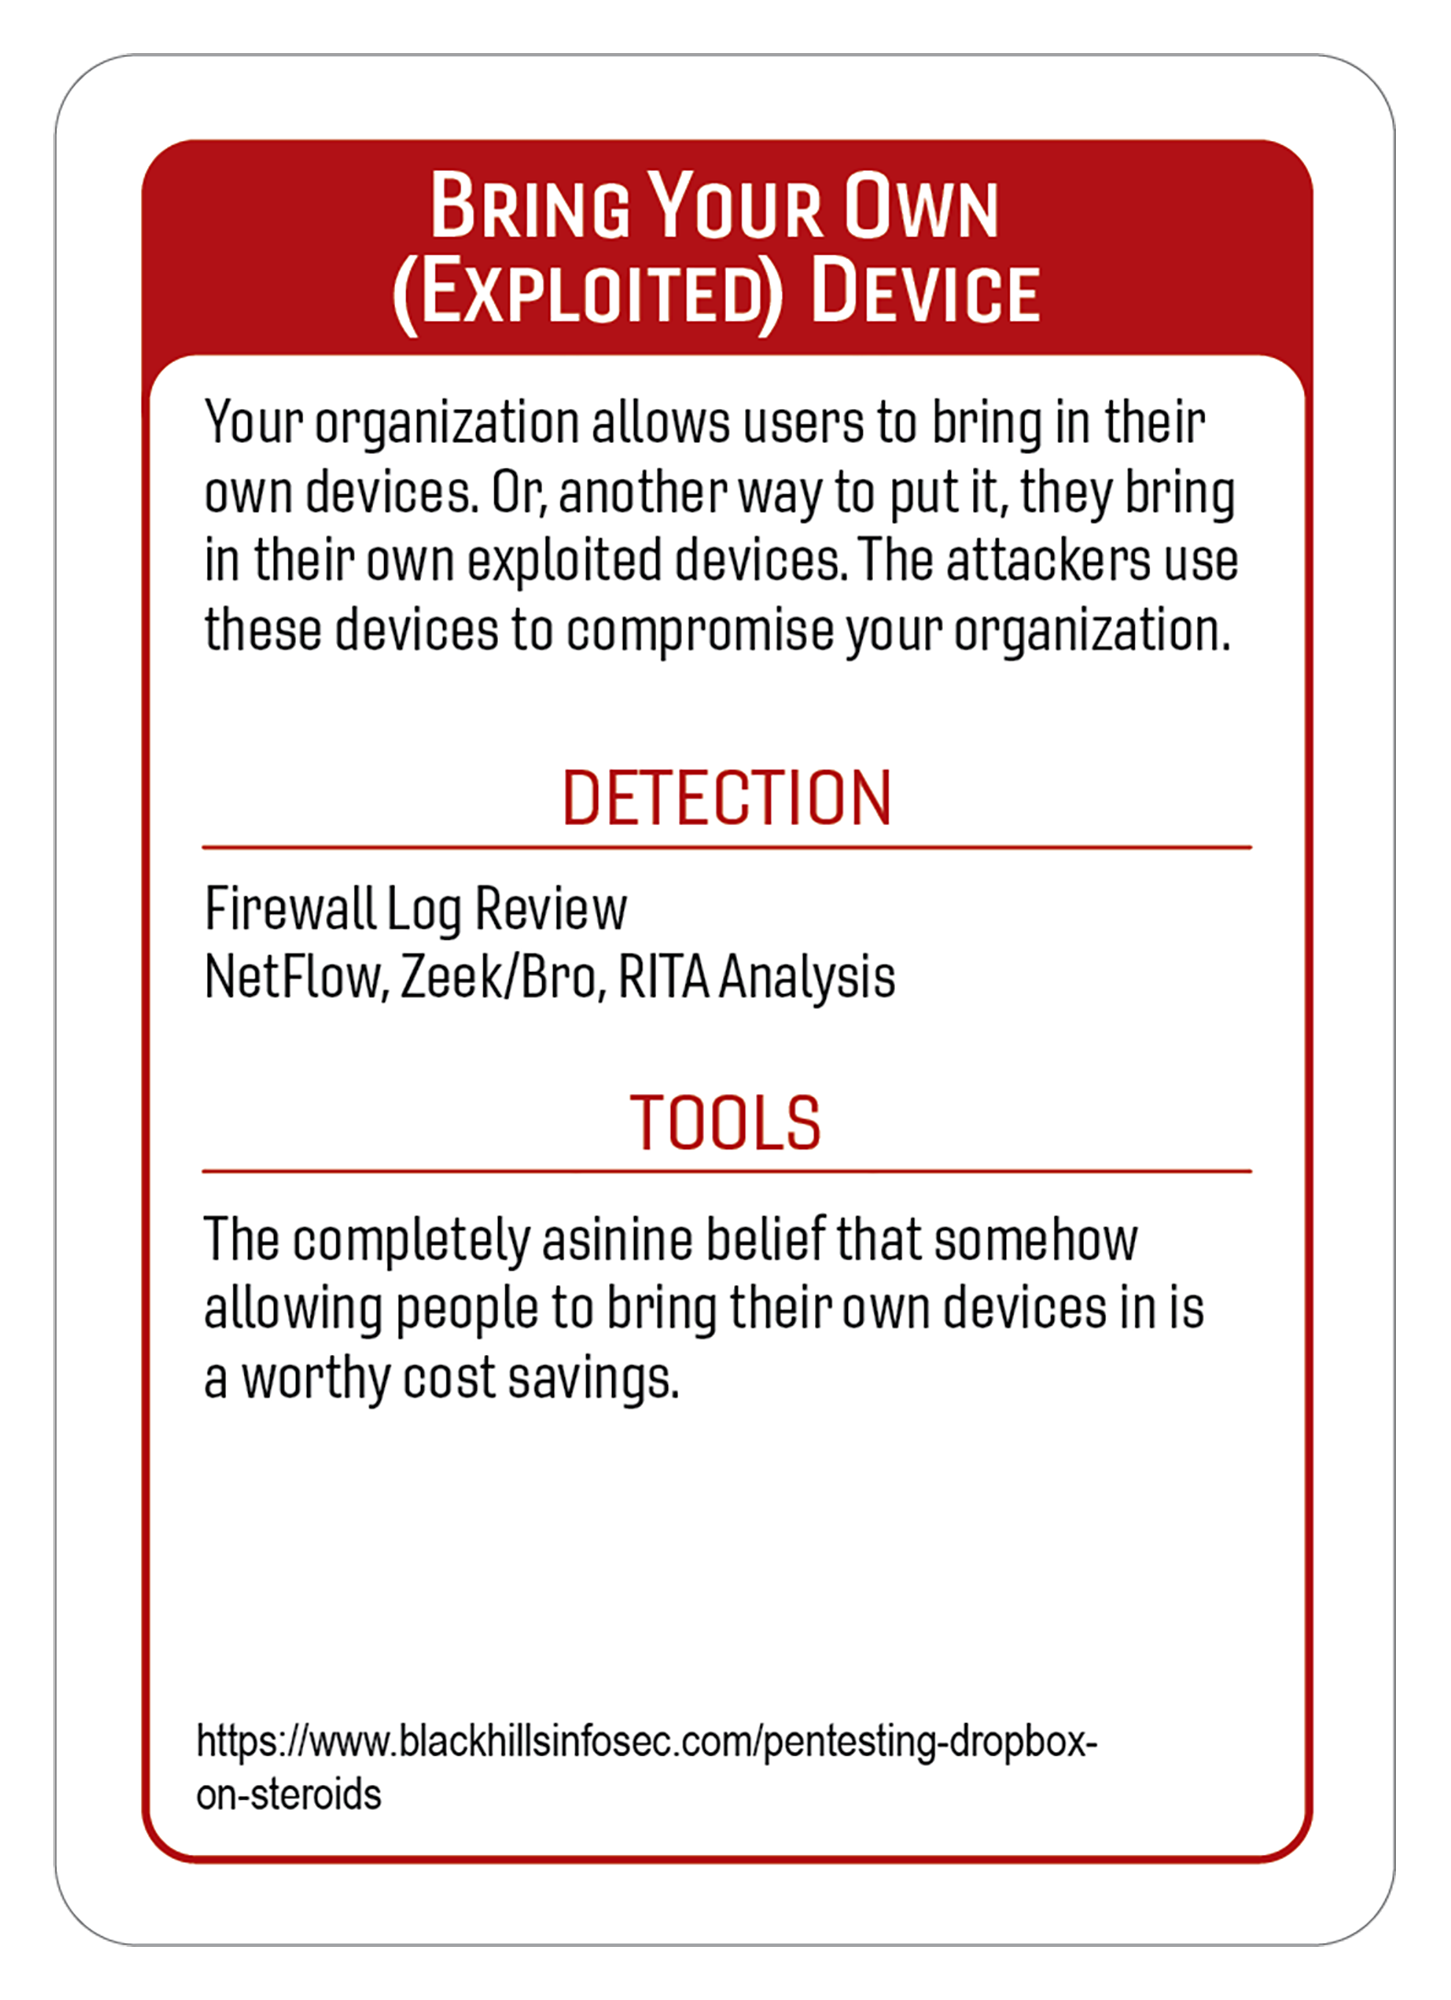 Bring Your Own
(Exploited) Device
Your organization allows users to bring in their
own devices. Or, another way to put it, they bring
in their own exploited devices. The attackers use
these devices to compromise your organization.
DETECTION
Firewall Log Review
NetFlow, Zeek/Bro, RITA Analysis
TOOLS
The completely asinine belief that somehow
allowing people to bring their own devices in is
a worthy cost savings.
https://www.blackhillsinfosec.com/pentesting-dropbox-
on-steroids